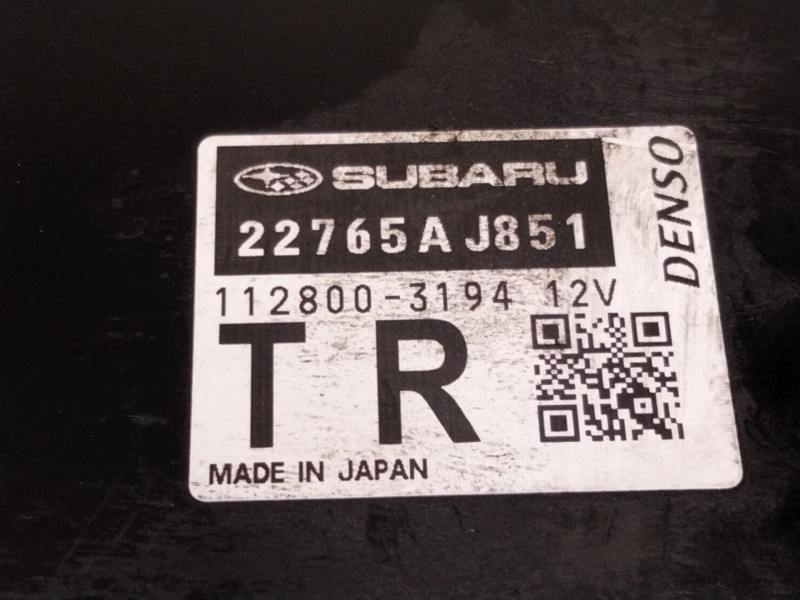 SUBARU
22765AJ851
112800-3194 12V
TR
MADE IN JAPAN
DENSO